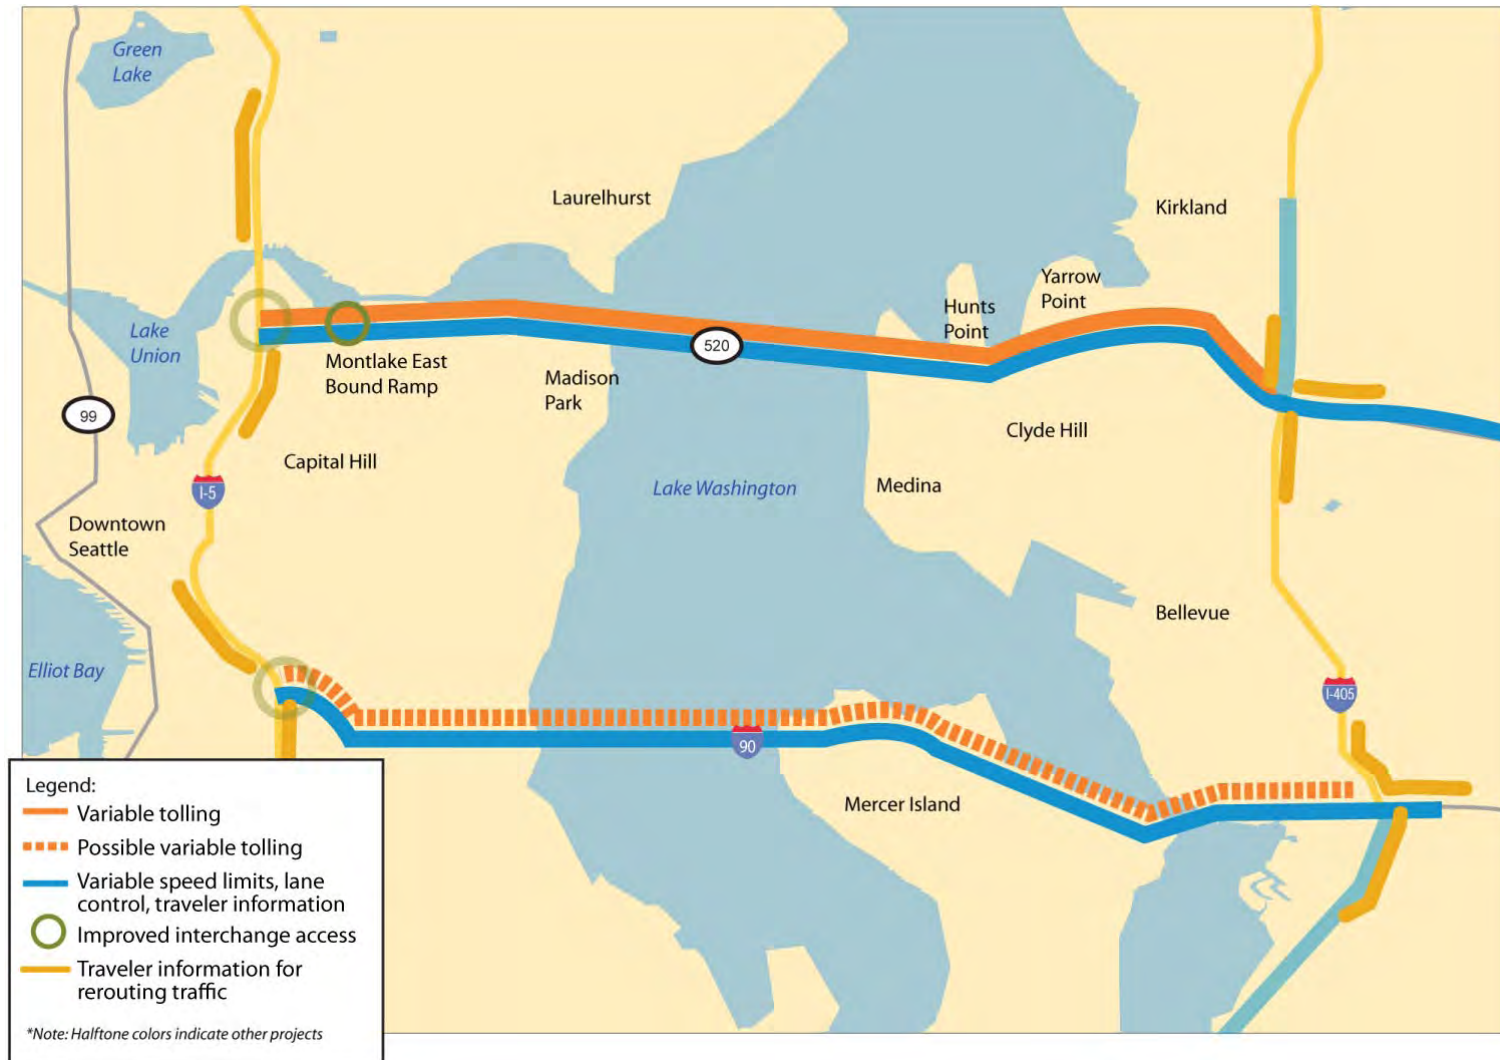 Green
Lake
Laurelhurst
Kirkland
Yarrow
Point
Hunts
Point
Lake
Union
520
Montlake East
Bound Ramp
Madison
Park
99
Clyde Hill
Capital Hill
I-5
Lake Washington
Medina
Downtown
Seattle
Bellevue
Elliot Bay
I-405
90
Mercer Island
Legend:
Variable tolling
Possible variable tolling
Variable speed limits, lane
control, traveler information
Improved interchange access
Traveler information for
rerouting traffic
*Note: Halftone colors indicate other projects